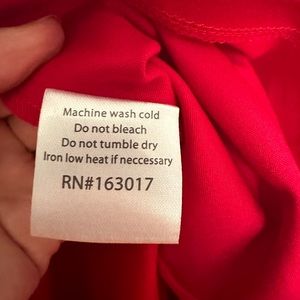 Machine wash cold
Do not bleach
Do not tumble dry
Iron low heat if neccessary
RN#163017